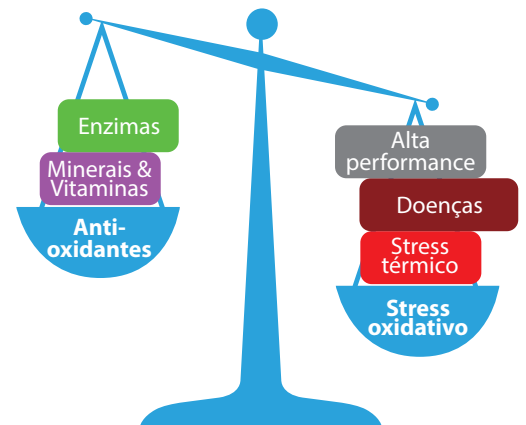 Enzimas
Minerais &
Vitaminas
Anti-
oxidantes
Alta
performance
Doenças
Stress
térmico
Stress
oxidativo